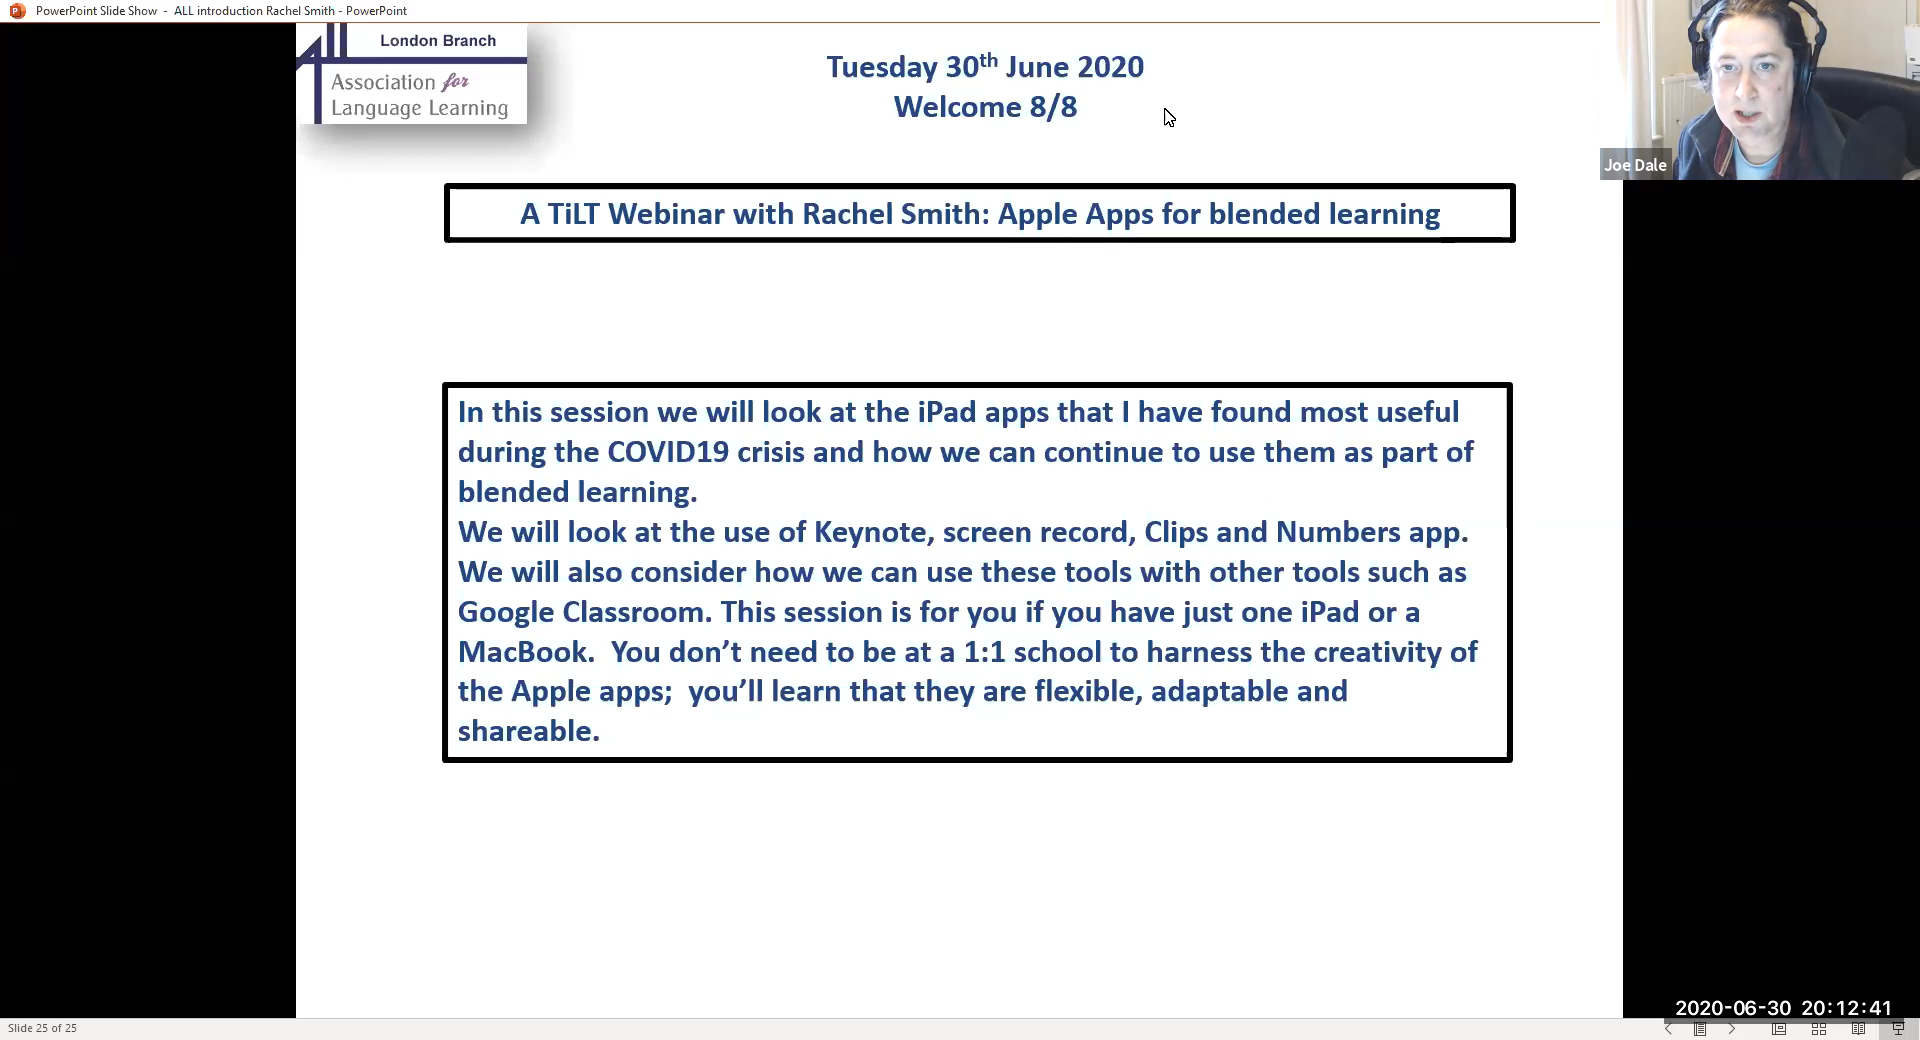 PowerPoint Slide Show - ALL introduction Rachel Smith - PowerPoint
London Branch
Association for
Language Learning
Tuesday 30th June 2020
Welcome 8/8
Joe Dale
A TiLT Webinar with Rachel Smith: Apple Apps for blended learning
In this session we will look at the iPad apps that I have found most useful
during the COVID19 crisis and how we can continue to use them as part of
blended learning.
We will look at the use of Keynote, screen record, Clips and Numbers app.
We will also consider how we can use these tools with other tools such as
Google Classroom. This session is for you if you have just one iPad or a
MacBook.  You don’t need to be at a 1:1 school to harness the creativity of
the Apple apps;  you’ll learn that they are flexible, adaptable and
shareable.
2020-06-30 20:12:41
Slide 25 of 25